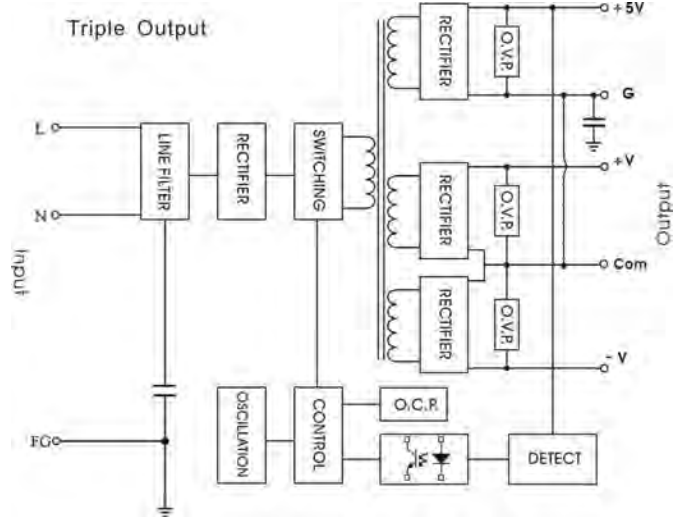 Triple Output
+5V
RECTIFIER
O.V.P.
G
L
LINE FILTER
RECTIFIER
SWITCHING
+V
RECTIFIER
O.V.P.
Output
N
Com
Input
RECTIFIER
O.V.P.
-V
OSCILLATION
CONTROL
O.C.P.
FG
DETECT